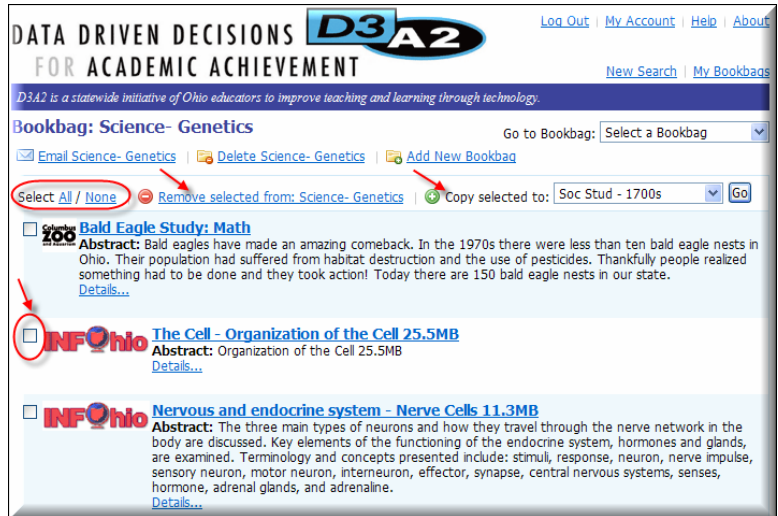 DATA DRIVEN DECISIONS D3A2
Log Out | My Account | Help | About
FOR ACADEMIC ACHIEVEMENT
New Search | My Bookbags
D3A2 is a statewide initiative of Ohio educators to improve teaching and learning through technology.
Bookbag: Science- Genetics
Go to Bookbag: Select a Bookbag
Email Science- Genetics | Delete Science- Genetics | Add New Bookbag
Select All / None Remove selected from: Science- Genetics | Copy selected to: Soc Stud - 1700s Go
Columbus
ZOO
and Aquarium
Bald Eagle Study: Math
Abstract: Bald eagles have made an amazing comeback. In the 1970s there were less than ten bald eagle nests in
Ohio. Their population had suffered from habitat destruction and the use of pesticides. Thankfully people realized
something had to be done and they took action! Today there are 150 bald eagle nests in our state.
Details...
INFOhio
The Cell - Organization of the Cell 25.5MB
Abstract: Organization of the Cell 25.5MB
Details...
INFOhio
Nervous and endocrine system - Nerve Cells 11.3MB
Abstract: The three main types of neurons and how they travel through the nerve network in the
body are discussed. Key elements of the functioning of the endocrine system, hormones and glands,
are examined. Terminology and concepts presented include: stimuli, response, neuron, nerve impulse,
sensory neuron, motor neuron, interneuron, effector, synapse, central nervous systems, senses,
hormone, adrenal glands, and adrenaline.
Details...